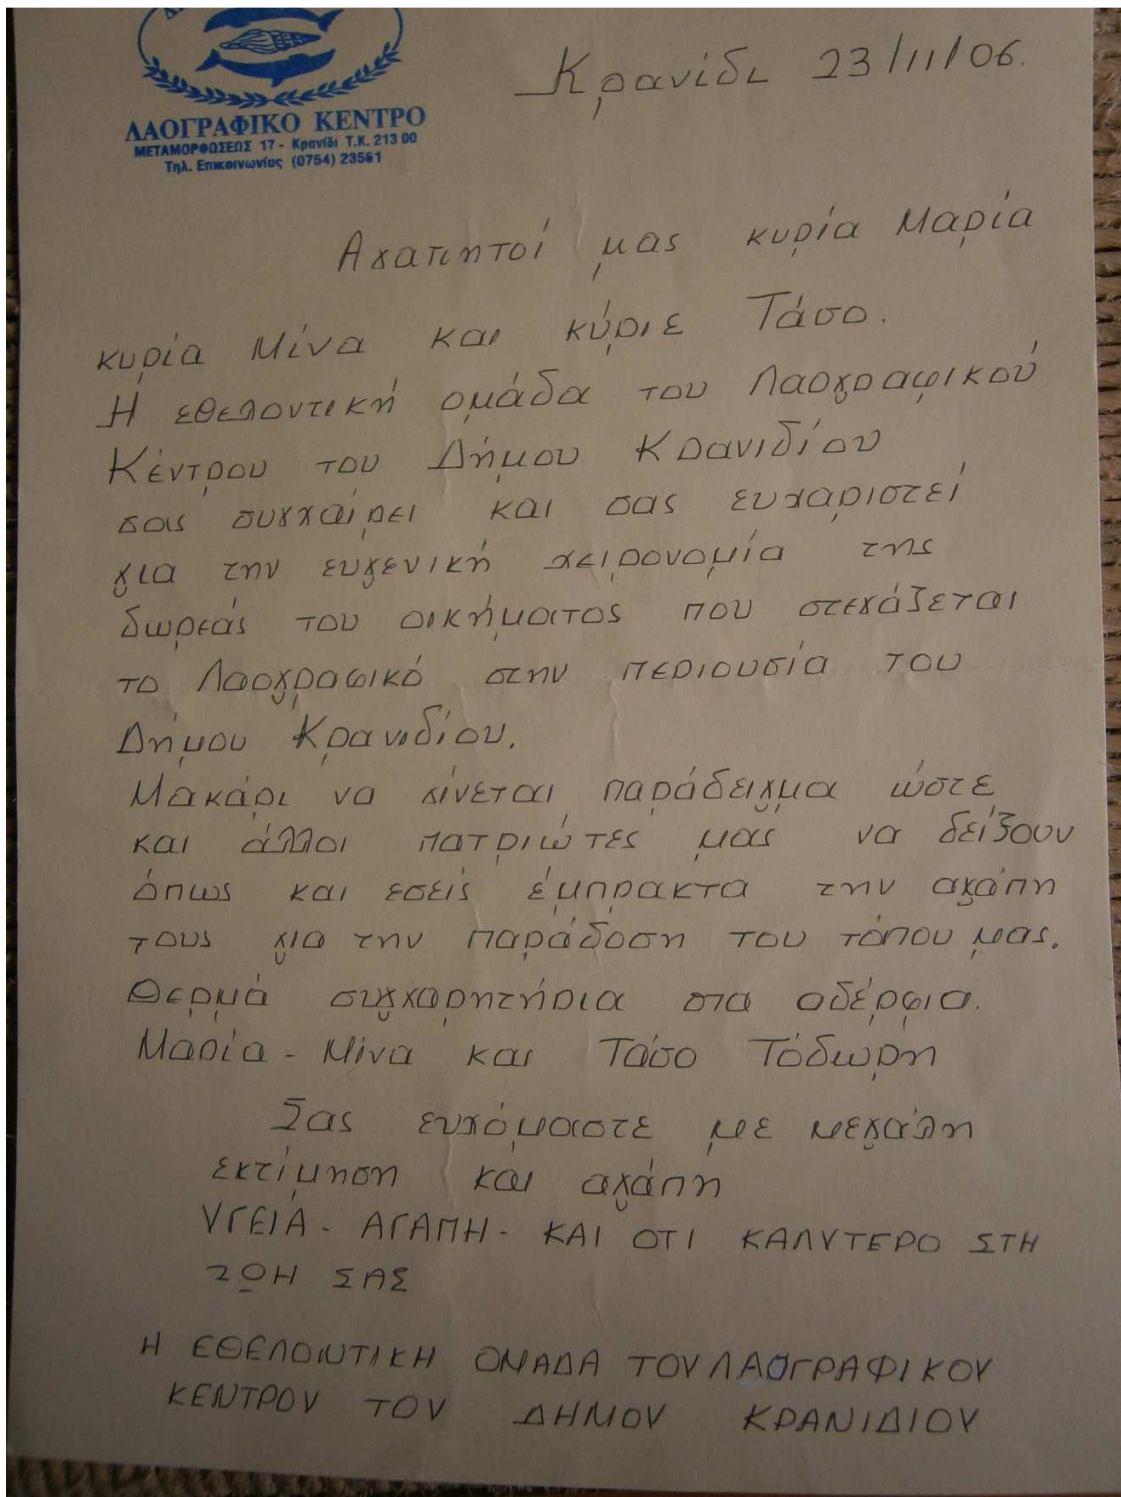 ΛΑΟΓΡΑΦΙΚΟ ΚΕΝΤΡΟ
ΜΕΤΑΜΟΡΦΩΣΕΩΣ 17 - Κρανίδι Τ.Κ. 213 00
Τηλ. Επικοινωνίας (0754) 23561
Κρανίδι 23/11/06.
Αγαπητοί μας κυρία Μαρία
κυρία Μίνα και κύριε Τάσο.
Η εθελοντική ομάδα του Λαογραφικού
Κέντρου του Δήμου Κρανιδίου
σας συγχαίρει και σας ευχαριστεί
για την ευγενική χειρονομία της
δωρεάς του οικήματος που στεγάζεται
το Λαογραφικό στην περιουσία του
Δήμου Κρανιδίου.
Μακάρι να γίνεται παράδειγμα ώστε
και άλλοι πατριώτες μας να δείξουν
όπως και εσείς έμπρακτα την αγάπη
τους για την παράδοση του τόπου μας.
Θερμά συγχαρητήρια στα αδέρφια.
Μαρία - Μίνα και Τάσο Τόδωρη
Σας ευχόμαστε με μεγάλη
εκτίμηση και αγάπη
ΥΓΕΙΑ - ΑΓΑΠΗ - ΚΑΙ ΟΤΙ ΚΑΛΥΤΕΡΟ ΣΤΗ
ΖΩΗ ΣΑΣ
Η ΕΘΕΛΟΝΤΙΚΗ ΟΜΑΔΑ ΤΟΥ ΛΑΟΓΡΑΦΙΚΟΥ
ΚΕΝΤΡΟΥ ΤΟΥ ΔΗΜΟΥ ΚΡΑΝΙΔΙΟΥ